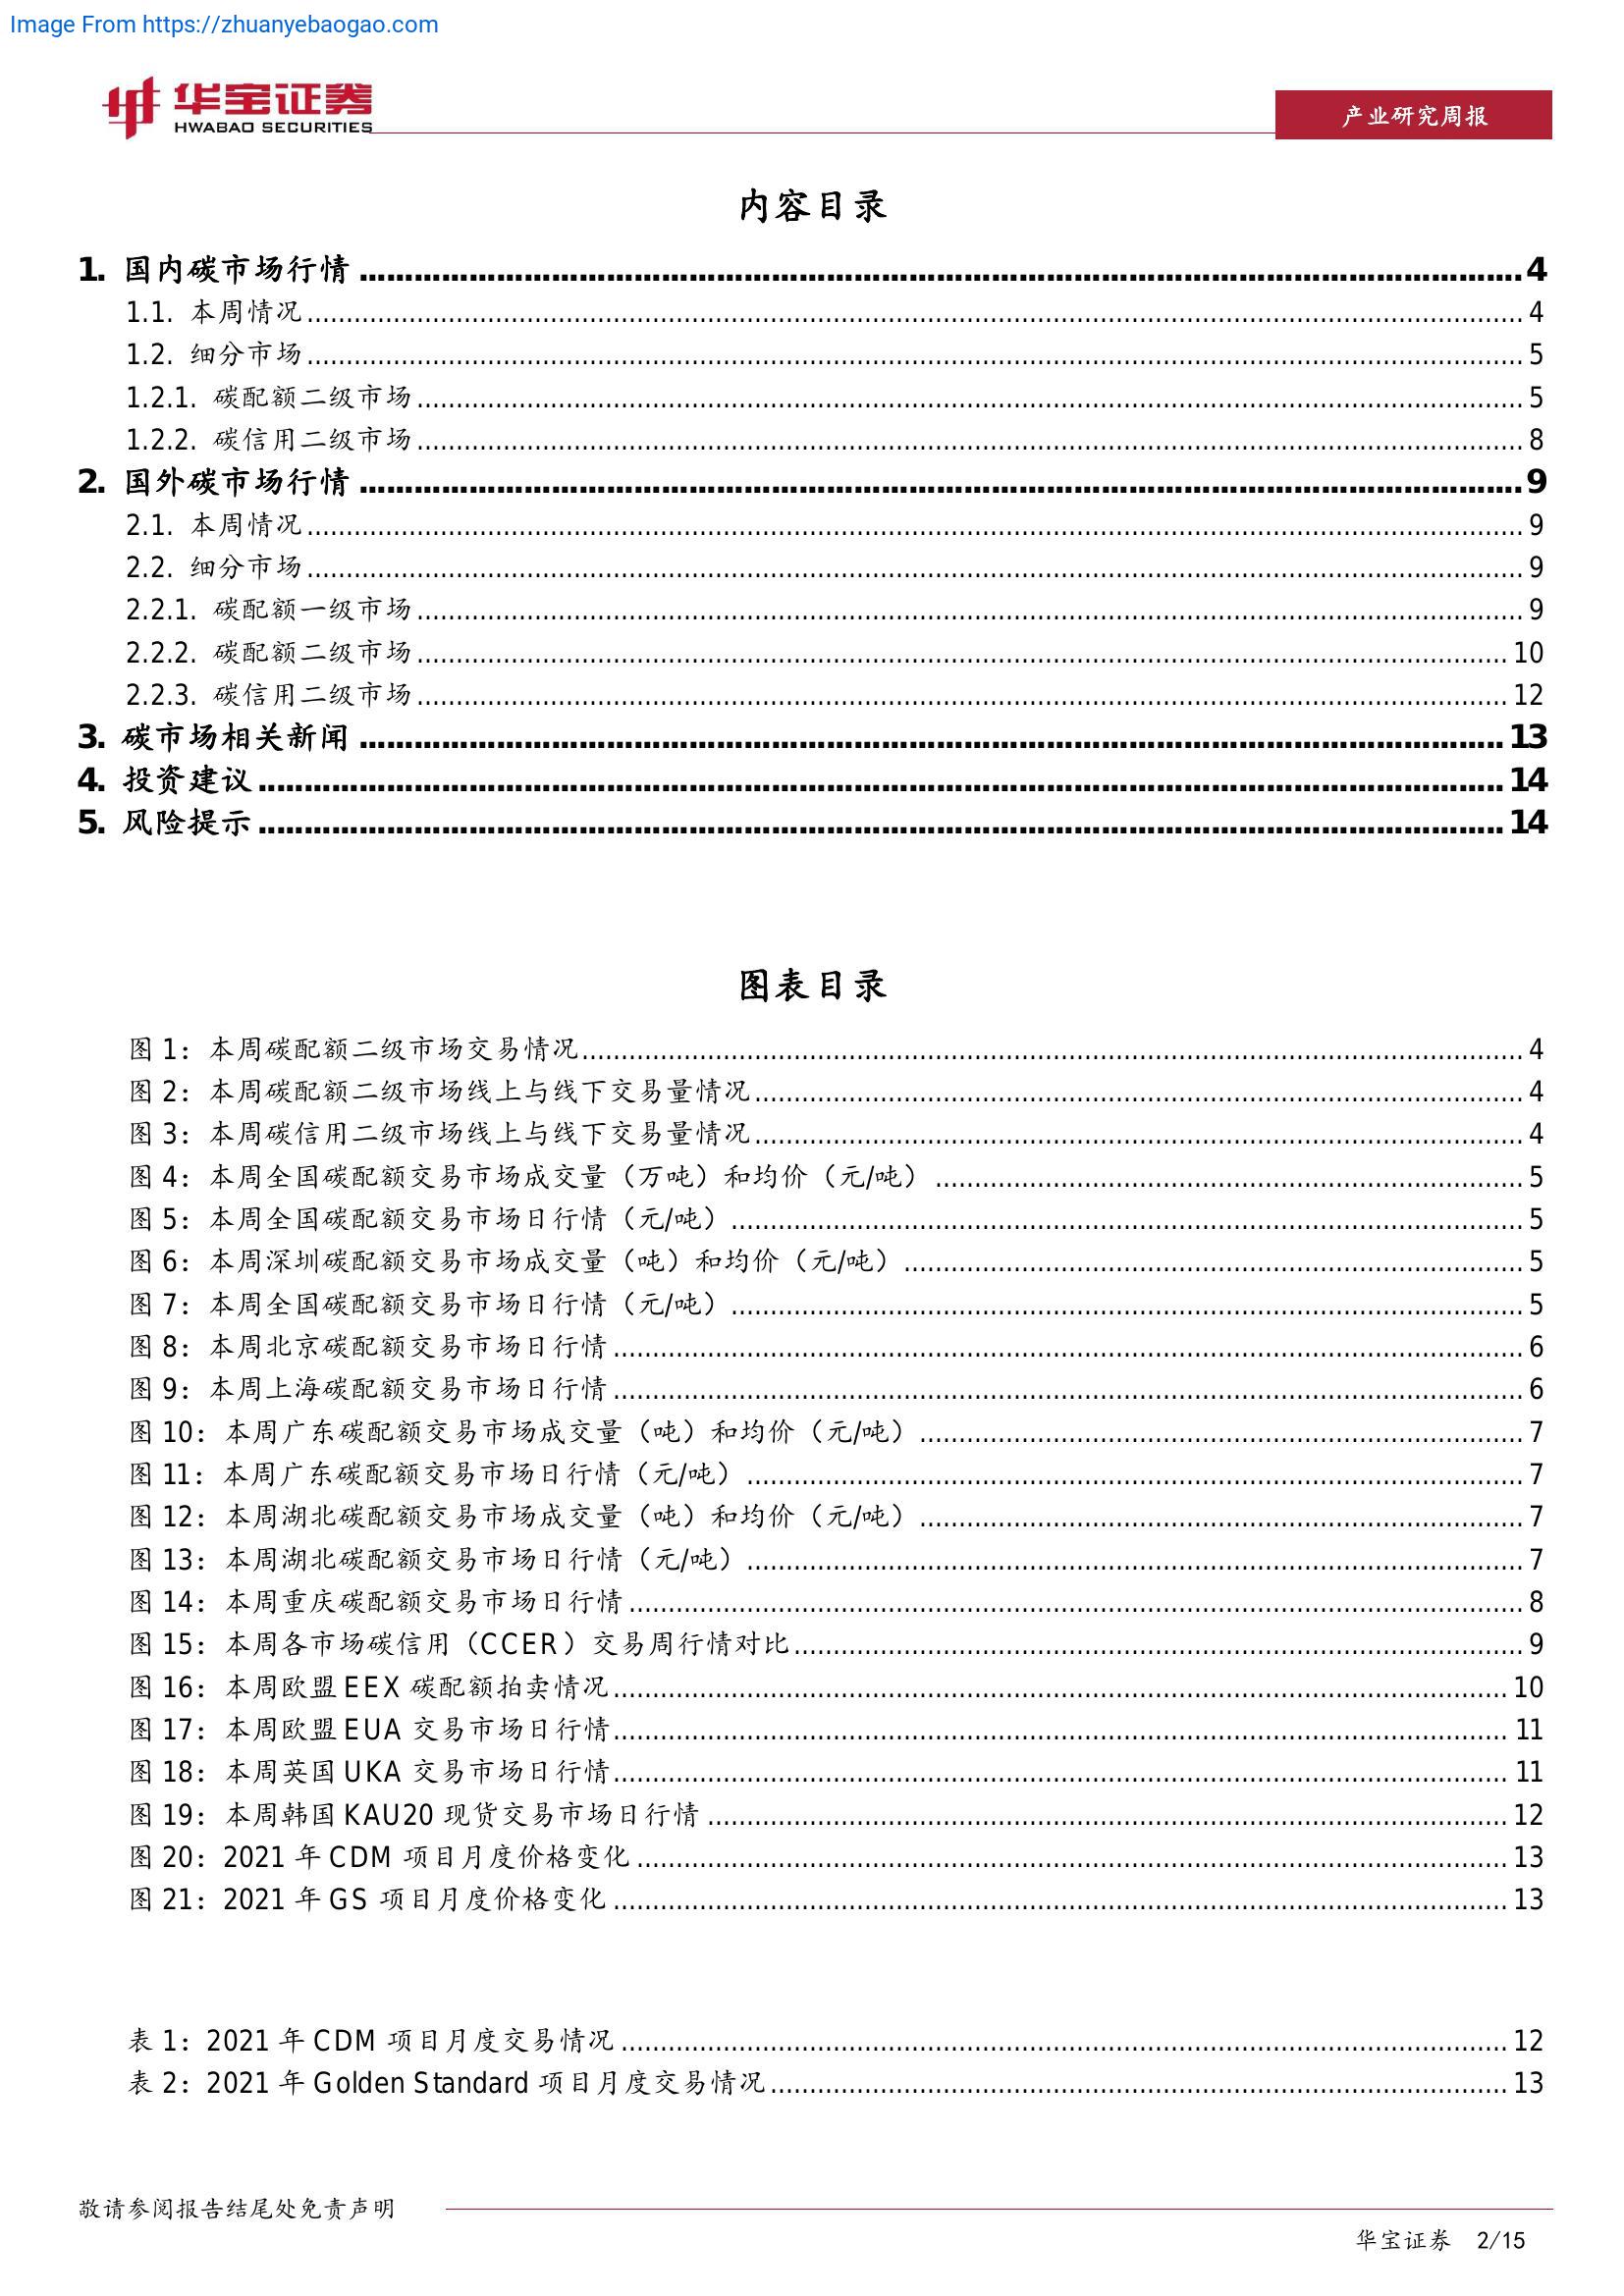 Image From https://zhuanyebaogao.com
华宝证券
HWABAO SECURITIES
产业研究周报
内容目录
1. 国内碳市场行情 4
1.1. 本周情况 4
1.2. 细分市场 5
1.2.1. 碳配额二级市场 5
1.2.2. 碳信用二级市场 8
2. 国外碳市场行情 9
2.1. 本周情况 9
2.2. 细分市场 9
2.2.1. 碳配额一级市场 9
2.2.2. 碳配额二级市场 10
2.2.3. 碳信用二级市场 12
3. 碳市场相关新闻 13
4. 投资建议 14
5. 风险提示 14
图表目录
图 1：本周碳配额二级市场交易情况 4
图 2：本周碳配额二级市场线上与线下交易量情况 4
图 3：本周碳信用二级市场线上与线下交易量情况 4
图 4：本周全国碳配额交易市场成交量（万吨）和均价（元/吨） 5
图 5：本周全国碳配额交易市场日行情（元/吨） 5
图 6：本周深圳碳配额交易市场成交量（吨）和均价（元/吨） 5
图 7：本周全国碳配额交易市场日行情（元/吨） 5
图 8：本周北京碳配额交易市场日行情 6
图 9：本周上海碳配额交易市场日行情 6
图 10：本周广东碳配额交易市场成交量（吨）和均价（元/吨） 7
图 11：本周广东碳配额交易市场日行情（元/吨） 7
图 12：本周湖北碳配额交易市场成交量（吨）和均价（元/吨） 7
图 13：本周湖北碳配额交易市场日行情（元/吨） 7
图 14：本周重庆碳配额交易市场日行情 8
图 15：本周各市场碳信用（CCER）交易周行情对比 9
图 16：本周欧盟 EEX 碳配额拍卖情况 10
图 17：本周欧盟 EUA 交易市场日行情 11
图 18：本周英国 UKA 交易市场日行情 11
图 19：本周韩国 KAU20 现货交易市场日行情 12
图 20：2021 年 CDM 项目月度价格变化 13
图 21：2021 年 GS 项目月度价格变化 13
表 1：2021 年 CDM 项目月度交易情况 12
表 2：2021 年 Golden Standard 项目月度交易情况 13
敬请参阅报告结尾处免责声明
华宝证券 2/15